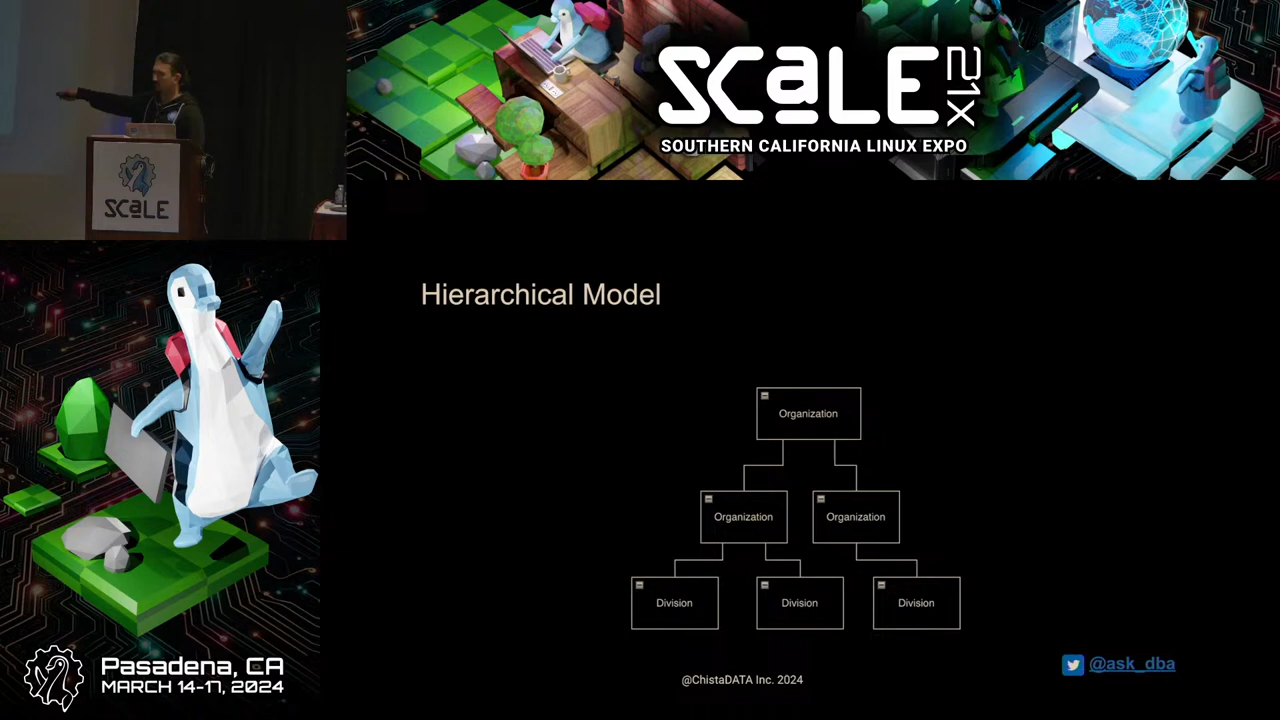 SCaLE
SCaLE 21X
SOUTHERN CALIFORNIA LINUX EXPO
Hierarchical Model
Organization
Organization
Organization
Division
Division
Division
@ask_dba
@ChistaDATA Inc. 2024
Pasadena, CA
MARCH 14-17, 2024